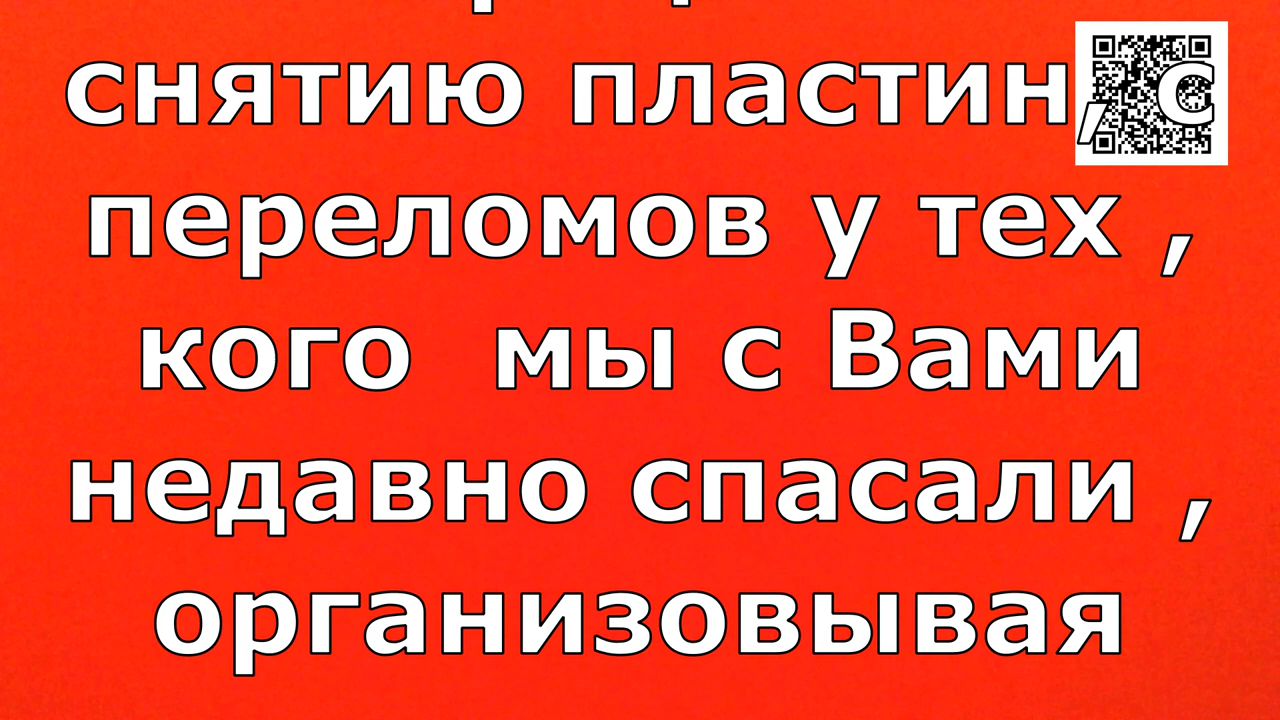 снятию пластин, с
переломов у тех ,
кого  мы с Вами
недавно спасали ,
организовывая